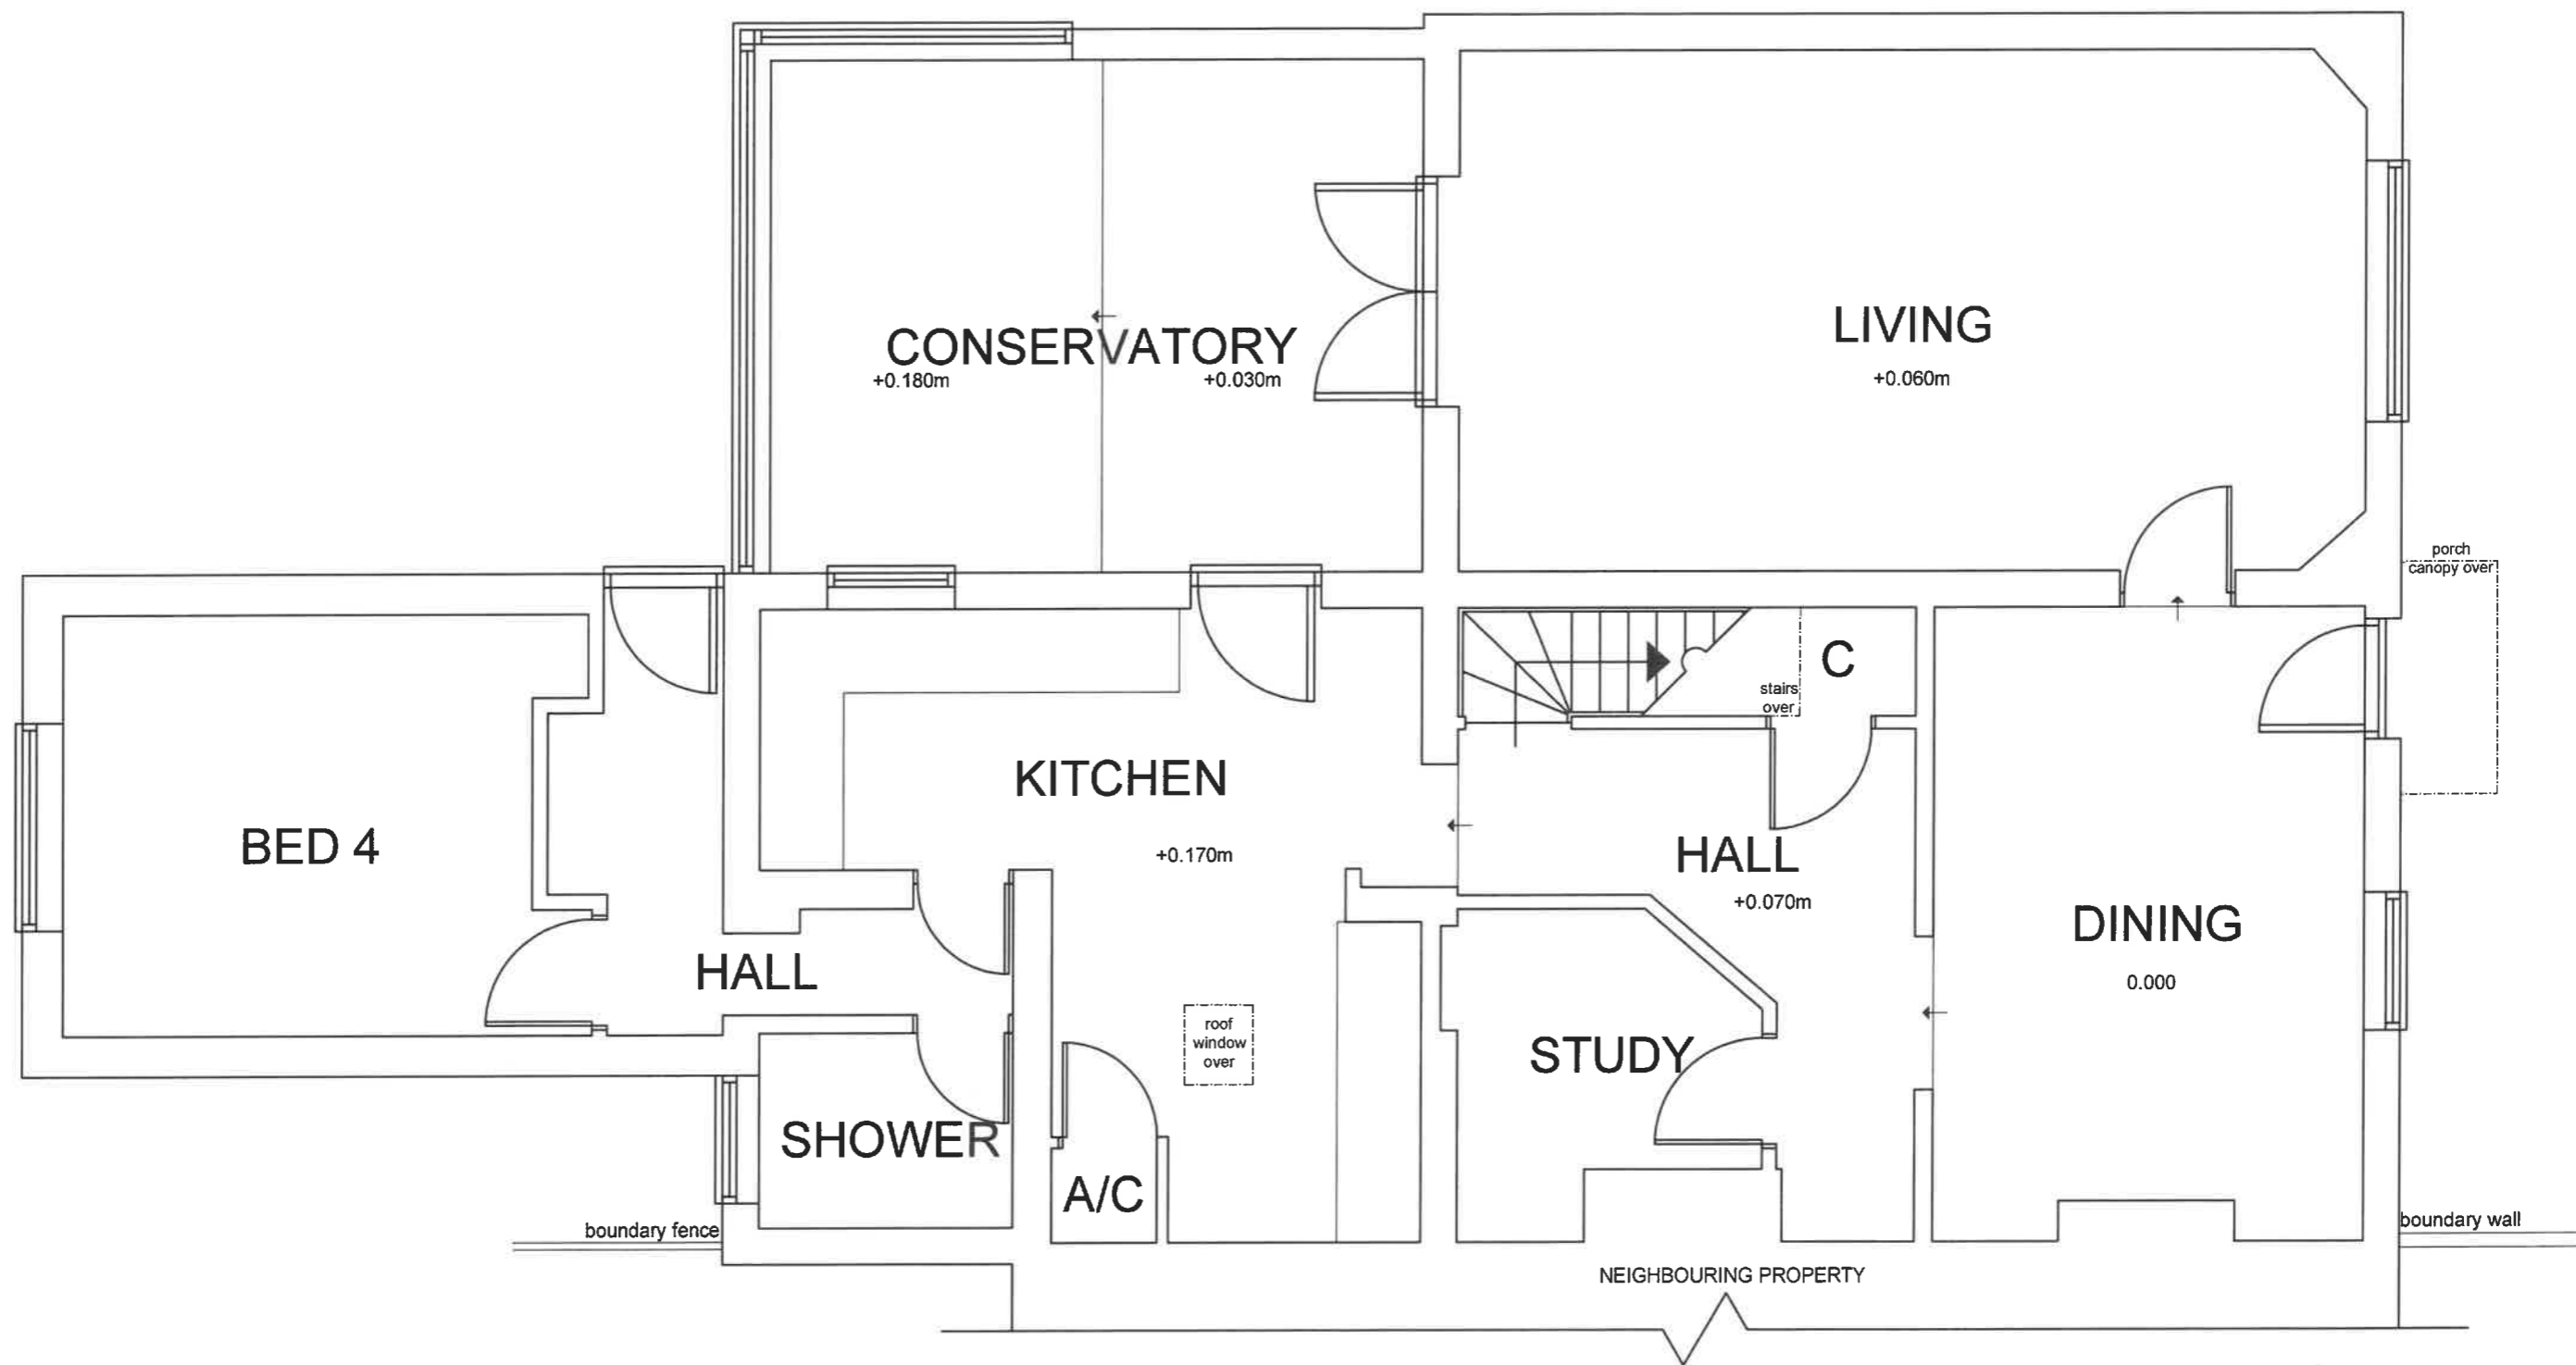 LIVING
+0.060m
CONSERVATORY
+0.180m
+0.030m
porch
canopy over
C
stairs
over
KITCHEN
+0.170m
BED 4
HALL
+0.070m
DINING
0.000
HALL
roof
window
over
STUDY
SHOWER
A/C
boundary fence
boundary wall
NEIGHBOURING PROPERTY